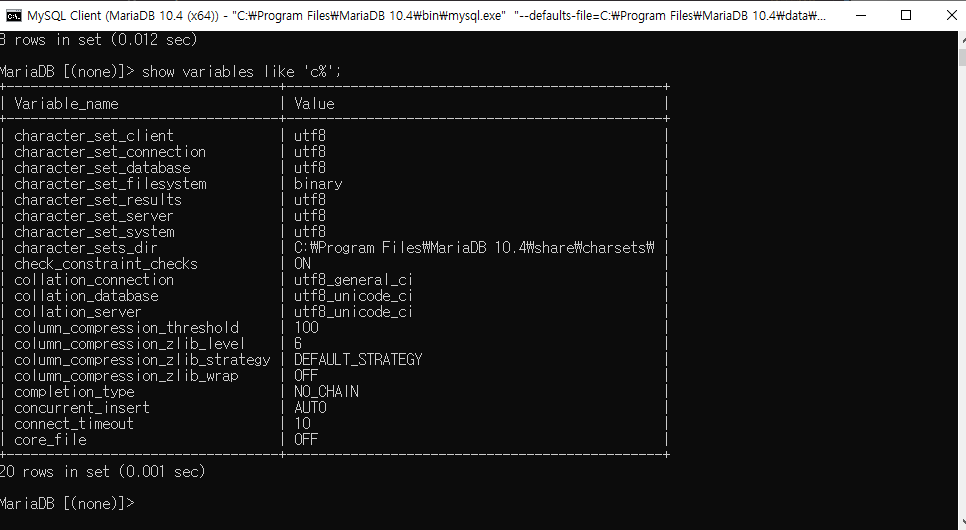 MySQL Client (MariaDB 10.4 (x64)) - "C:₩Program Files₩MariaDB 10.4₩bin₩mysql.exe" "--defaults-file=C:₩Program Files₩MariaDB 10.4₩data₩...
8 rows in set (0.012 sec)
MariaDB [(none)]> show variables like 'c%';
+----------------------------------+------------------------------------------------+
| Variable_name | Value |
+----------------------------------+------------------------------------------------+
| character_set_client | utf8 |
| character_set_connection | utf8 |
| character_set_database | utf8 |
| character_set_filesystem | binary |
| character_set_results | utf8 |
| character_set_server | utf8 |
| character_set_system | utf8 |
| character_sets_dir | C:₩Program Files₩MariaDB 10.4₩share₩charsets₩ |
| check_constraint_checks | ON |
| collation_connection | utf8_general_ci |
| collation_database | utf8_unicode_ci |
| collation_server | utf8_unicode_ci |
| column_compression_threshold | 100 |
| column_compression_zlib_level | 6 |
| column_compression_zlib_strategy | DEFAULT_STRATEGY |
| column_compression_zlib_wrap | OFF |
| completion_type | NO_CHAIN |
| concurrent_insert | AUTO |
| connect_timeout | 10 |
| core_file | OFF |
+----------------------------------+------------------------------------------------+
20 rows in set (0.001 sec)
MariaDB [(none)]>